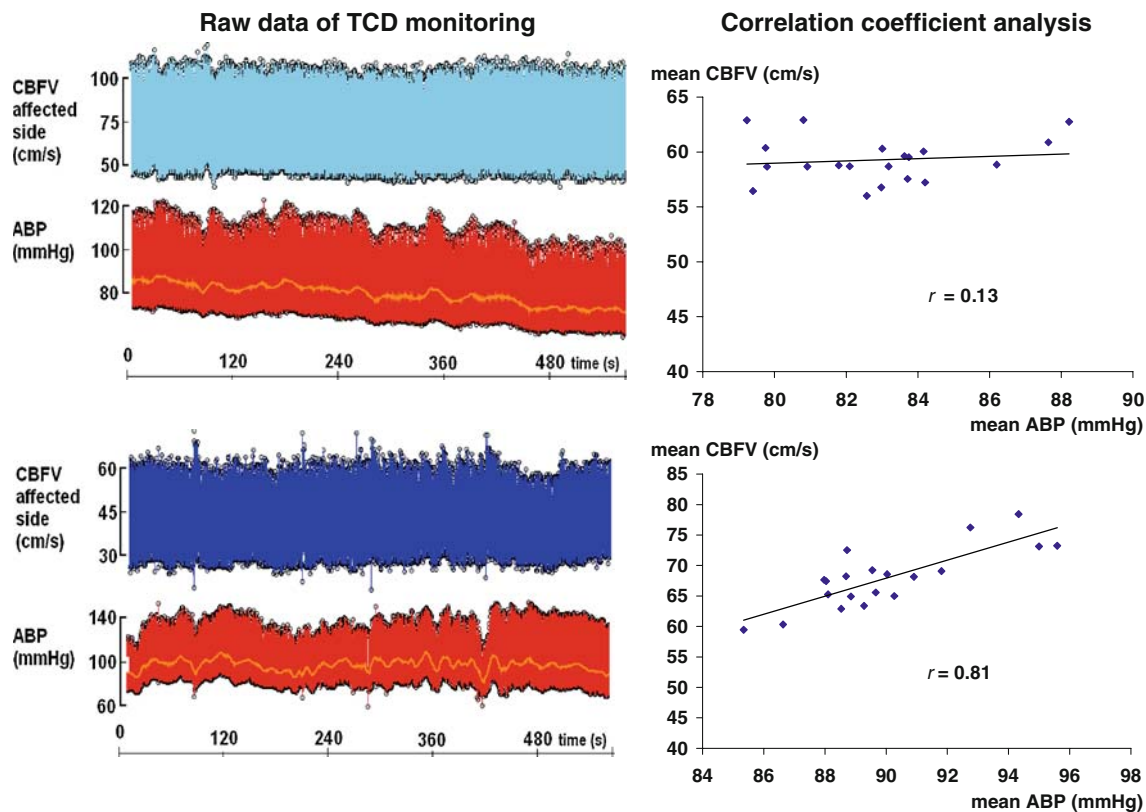 Raw data of TCD monitoring
Correlation coefficient analysis
CBFV
affected
side
(cm/s)
100
75
50
ABP
(mmHg)
120
100
80
0
120
240
360
480
time (s)
mean CBFV (cm/s)
65
60
55
50
45
40
78
80
82
84
86
88
90
r = 0.13
mean ABP (mmHg)
CBFV
affected
side
(cm/s)
60
45
30
ABP
(mmHg)
140
100
60
0
120
240
360
480
time (s)
mean CBFV (cm/s)
85
80
75
70
65
60
55
50
45
40
84
86
88
90
92
94
96
98
r = 0.81
mean ABP (mmHg)